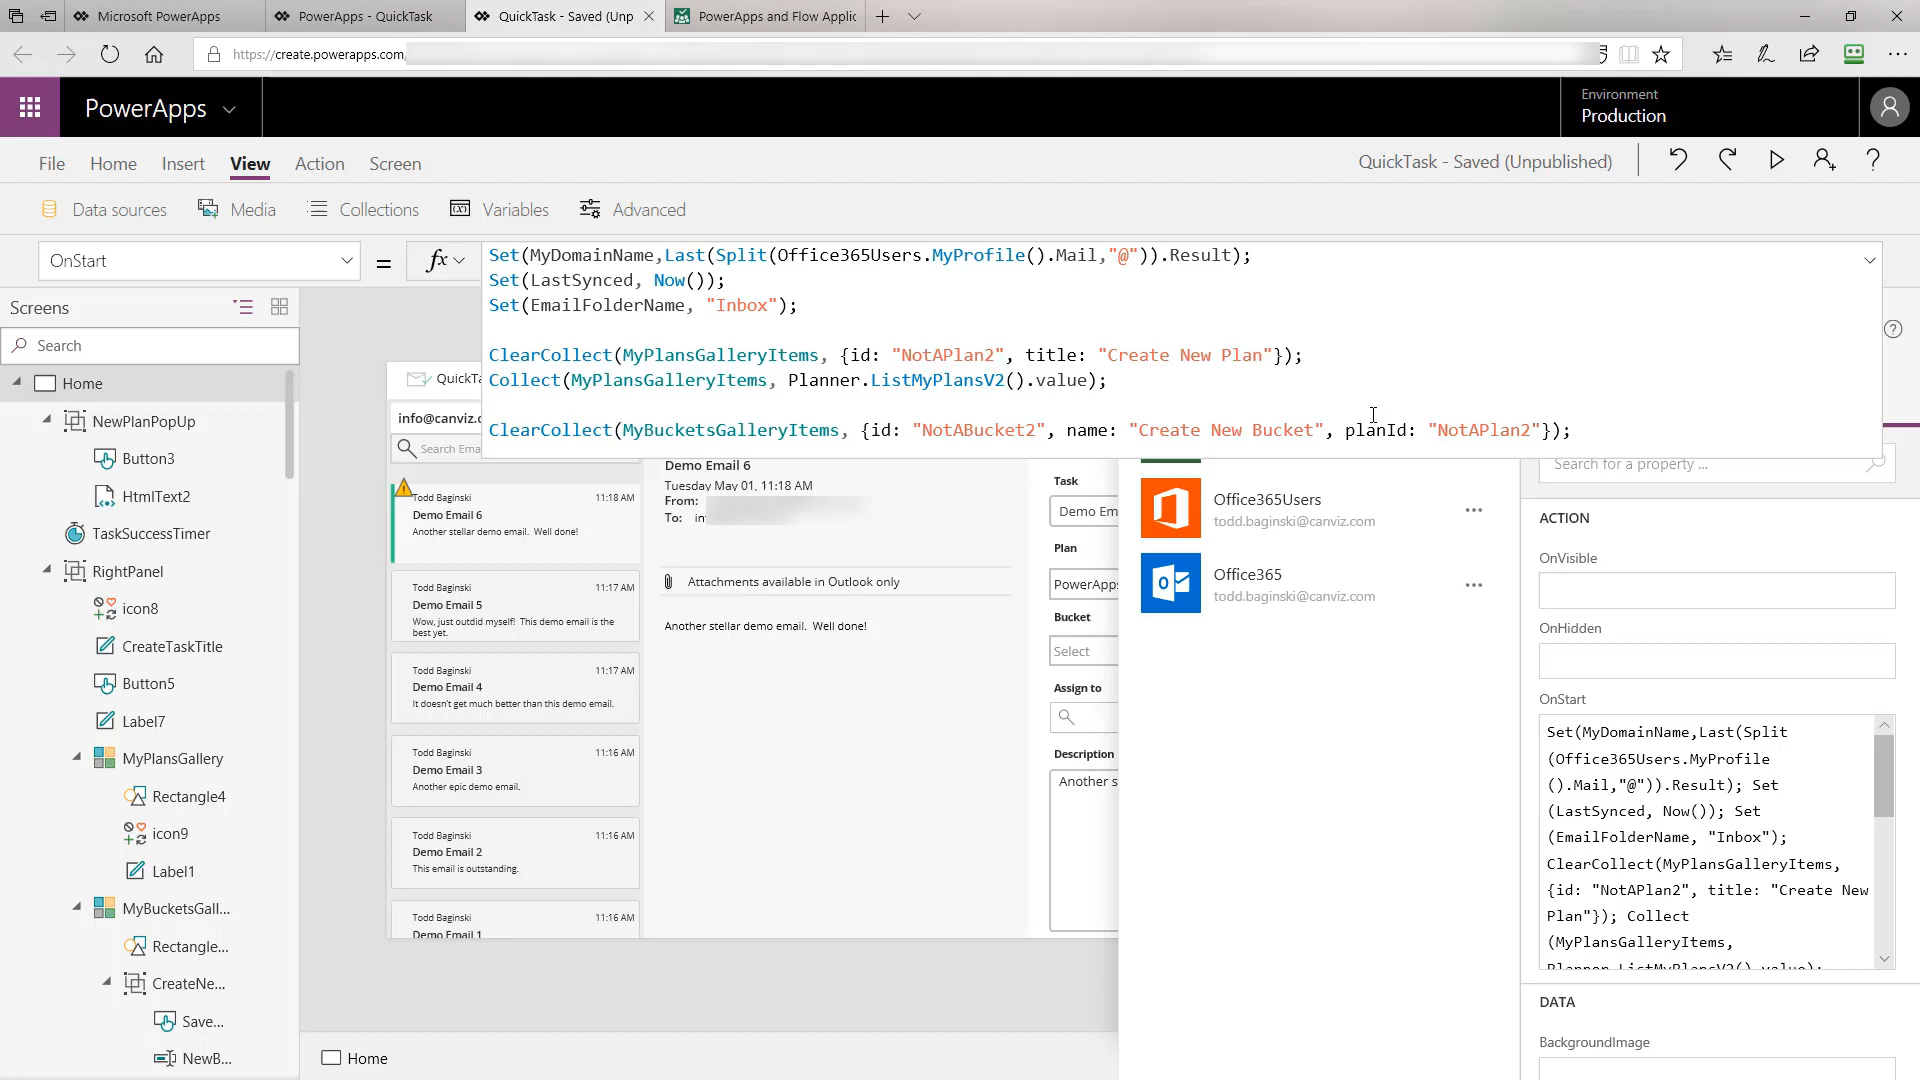 Microsoft PowerApps
PowerApps - QuickTask
QuickTask - Saved (Unp
PowerApps and Flow Applic
https://create.powerapps.com
PowerApps
Environment
Production
File
Home
Insert
View
Action
Screen
QuickTask - Saved (Unpublished)
Data sources
Media
Collections
Variables
Advanced
OnStart
=
fx
Set(MyDomainName,Last(Split(Office365Users.MyProfile().Mail,"@")).Result);
Set(LastSynced, Now());
Set(EmailFolderName, "Inbox");
ClearCollect(MyPlansGalleryItems, {id: "NotAPlan2", title: "Create New Plan"});
Collect(MyPlansGalleryItems, Planner.ListMyPlansV2().value);
ClearCollect(MyBucketsGalleryItems, {id: "NotABucket2", name: "Create New Bucket", planId: "NotAPlan2"});
Screens
Search
Home
NewPlanPopUp
Button3
HtmlText2
TaskSuccessTimer
RightPanel
icon8
CreateTaskTitle
Button5
Label7
MyPlansGallery
Rectangle4
icon9
Label1
MyBucketsGall...
Rectangle...
CreateNe...
Save...
NewB...
QuickTa
info@canviz.c
Search Ema
Todd Baginski
11:18 AM
Demo Email 6
Another stellar demo email. Well done!
Todd Baginski
11:17 AM
Demo Email 5
Wow, just outdid myself! This demo email is the
best yet.
Todd Baginski
11:17 AM
Demo Email 4
It doesn't get much better than this demo email.
Todd Baginski
11:16 AM
Demo Email 3
Another epic demo email.
Todd Baginski
11:16 AM
Demo Email 2
This email is outstanding.
Todd Baginski
11:16 AM
Demo Email 1
Demo Email 6
Tuesday May 01, 11:18 AM
From:
To: in
Attachments available in Outlook only
Another stellar demo email. Well done!
Task
Demo Em
Plan
PowerApps
Bucket
Select
Assign to
Description
Another s
Office365Users
todd.baginski@canviz.com
Office365
todd.baginski@canviz.com
Search for a property ...
ACTION
OnVisible
OnHidden
OnStart
Set(MyDomainName,Last(Split
(Office365Users.MyProfile
().Mail,"@")).Result); Set
(LastSynced, Now()); Set
(EmailFolderName, "Inbox");
ClearCollect(MyPlansGalleryItems,
{id: "NotAPlan2", title: "Create New
Plan"}); Collect
(MyPlansGalleryItems,
Planner.ListMyPlansV2().value);
DATA
BackgroundImage
Home